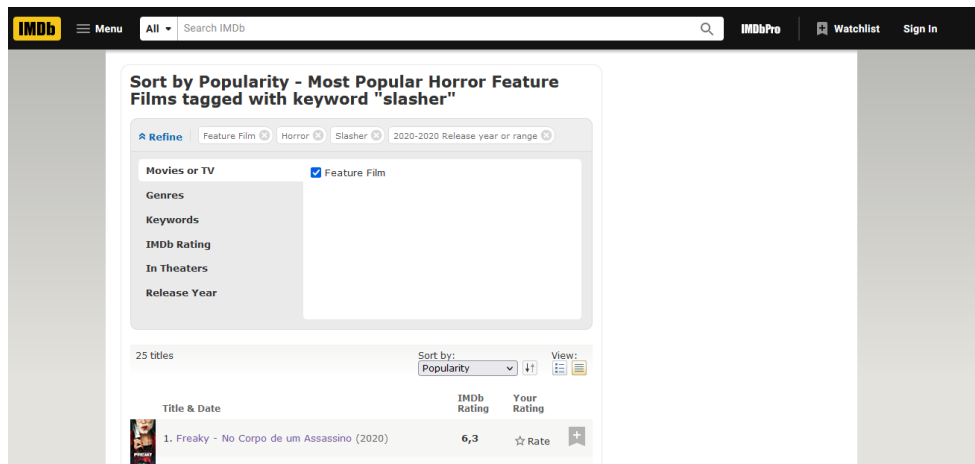 IMDb
Menu
All
Search IMDb
IMDbPro
Watchlist
Sign In
Sort by Popularity - Most Popular Horror Feature
Films tagged with keyword "slasher"
Refine
Feature Film
Horror
Slasher
2020-2020 Release year or range
Movies or TV
Feature Film
Genres
Keywords
IMDb Rating
In Theaters
Release Year
25 titles
Sort by:
Popularity
View:
Title & Date
IMDb
Rating
Your
Rating
1. Freaky - No Corpo de um Assassino (2020)
6,3
Rate
FREAKY